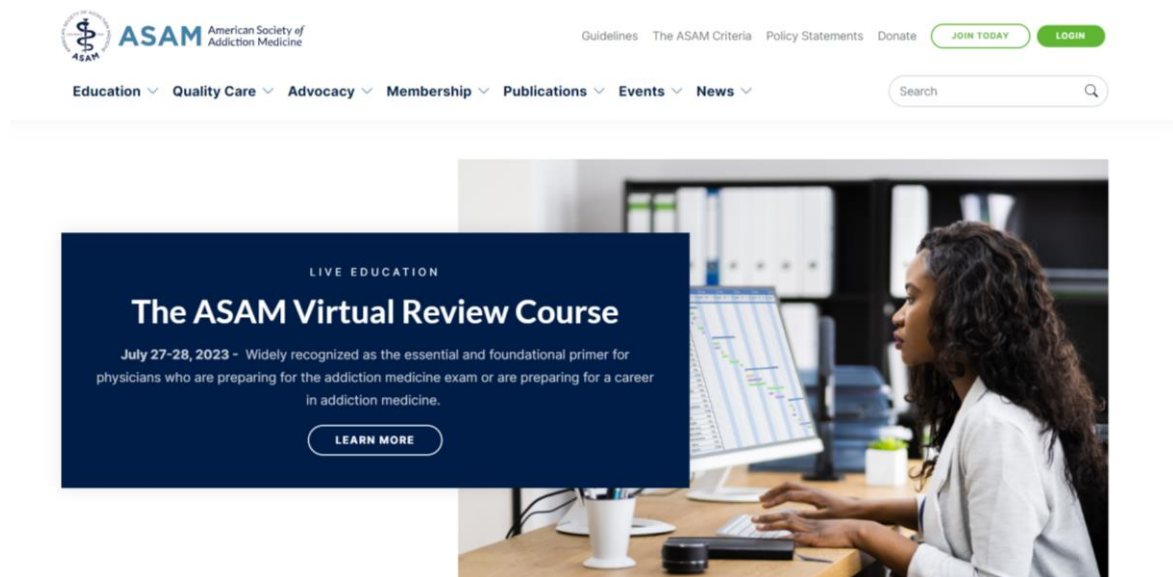 ASAM American Society of
Addiction Medicine
ASAM
Guidelines The ASAM Criteria Policy Statements Donate JOIN TODAY LOGIN
Education Quality Care Advocacy Membership Publications Events News Search
LIVE EDUCATION
The ASAM Virtual Review Course
July 27-28, 2023 - Widely recognized as the essential and foundational primer for
physicians who are preparing for the addiction medicine exam or are preparing for a career
in addiction medicine.
LEARN MORE